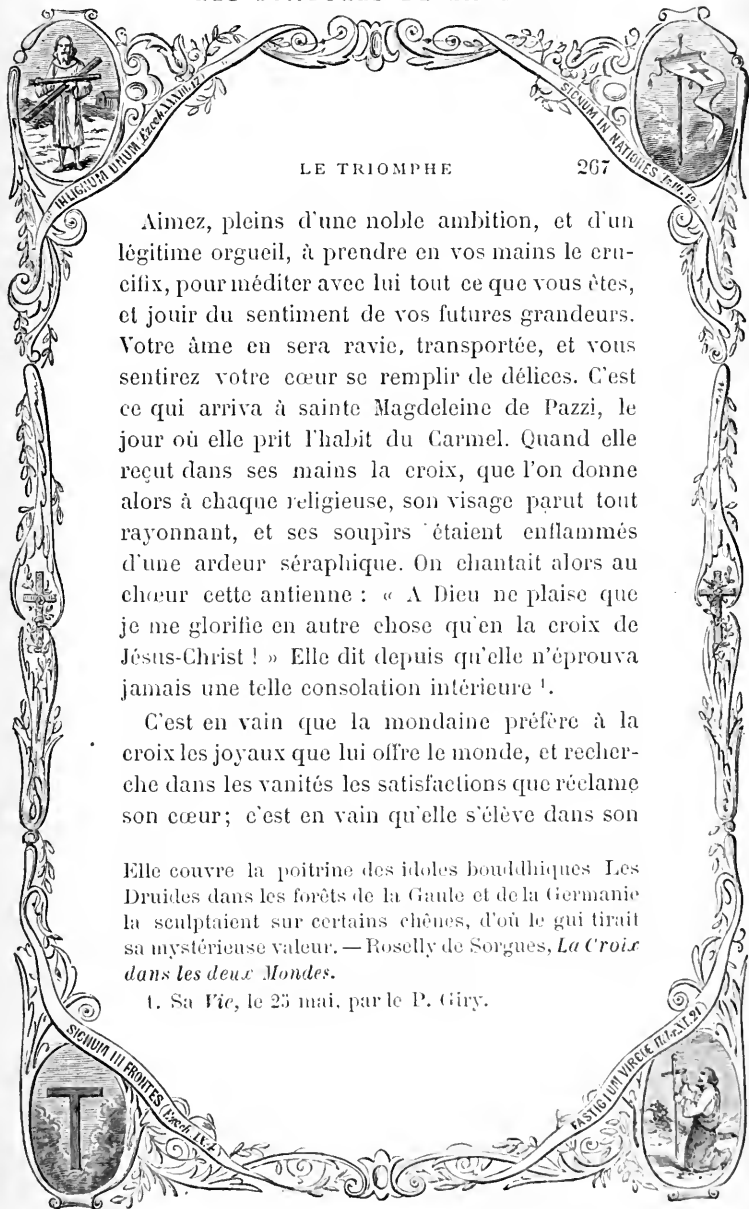 LE TRIOMPHE 267
IN LIGNUM UNUM Ezech. XXXVII. 17
SIGNUM IN NATIONES
Aimez, pleins d'une noble ambition, et d'un
légitime orgueil, à prendre en vos mains le cru-
cifix, pour méditer avec lui tout ce que vous êtes,
et jouir du sentiment de vos futures grandeurs.
Votre âme en sera ravie, transportée, et vous
sentirez votre cœur se remplir de délices. C'est
ce qui arriva à sainte Magdeleine de Pazzi, le
jour où elle prit l'habit du Carmel. Quand elle
reçut dans ses mains la croix, que l'on donne
alors à chaque religieuse, son visage parut tout
rayonnant, et ses soupirs étaient enflammés
d'une ardeur séraphique. On chantait alors au
chœur cette antienne : « A Dieu ne plaise que
je me glorifie en autre chose qu'en la croix de
Jésus-Christ ! » Elle dit depuis qu'elle n'éprouva
jamais une telle consolation intérieure 1.
C'est en vain que la mondaine préfère à la
croix les joyaux que lui offre le monde, et recher-
che dans les vanités les satisfactions que réclame
son cœur; c'est en vain qu'elle s'élève dans son
Elle couvre la poitrine des idoles bouddhiques Les
Druides dans les forêts de la Gaule et de la Germanie
la sculptaient sur certains chênes, d'où le gui tirait
sa mystérieuse valeur. — Roselly de Sorgues, La Croix
dans les deux Mondes.
1. Sa Vie, le 25 mai, par le P. Giry.
SIGNUM III FRONTES Ezech. IX. 4
FASTIGIUM VIRGÆ
T